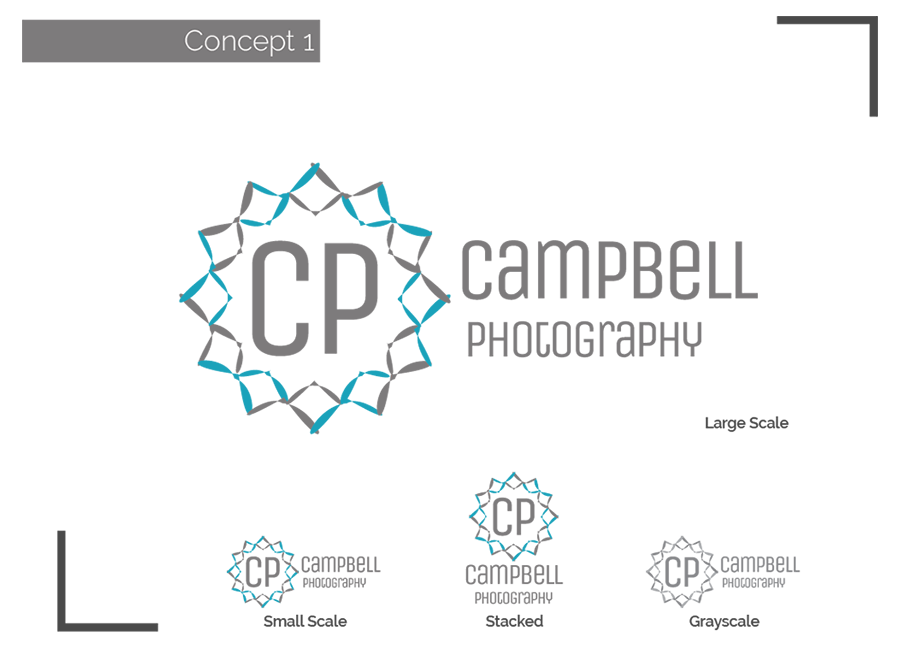 Concept 1
CP
CAMPBELL
PHOTOGRAPHY
Large Scale
CP
CAMPBELL
PHOTOGRAPHY
Small Scale
CP
CAMPBELL
PHOTOGRAPHY
Stacked
CP
CAMPBELL
PHOTOGRAPHY
Grayscale